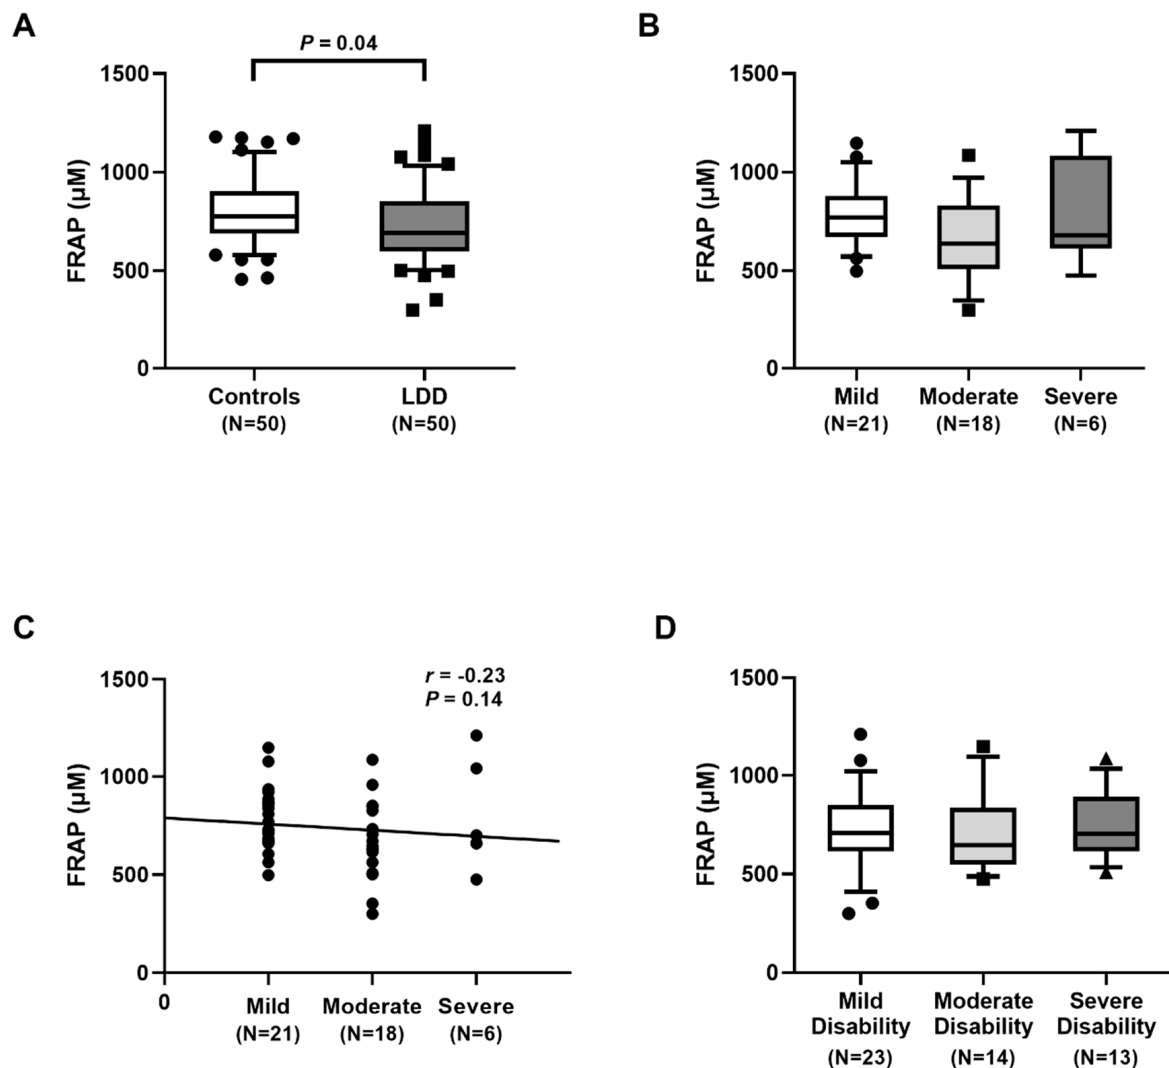 A
P = 0.04
1500
1000
500
0
FRAP (µM)
Controls
(N=50)
LDD
(N=50)
B
1500
1000
500
0
FRAP (µM)
Mild
(N=21)
Moderate
(N=18)
Severe
(N=6)
C
r = -0.23
P = 0.14
1500
1000
500
0
FRAP (µM)
0
Mild
(N=21)
Moderate
(N=18)
Severe
(N=6)
D
1500
1000
500
0
FRAP (µM)
Mild
Disability
(N=23)
Moderate
Disability
(N=14)
Severe
Disability
(N=13)